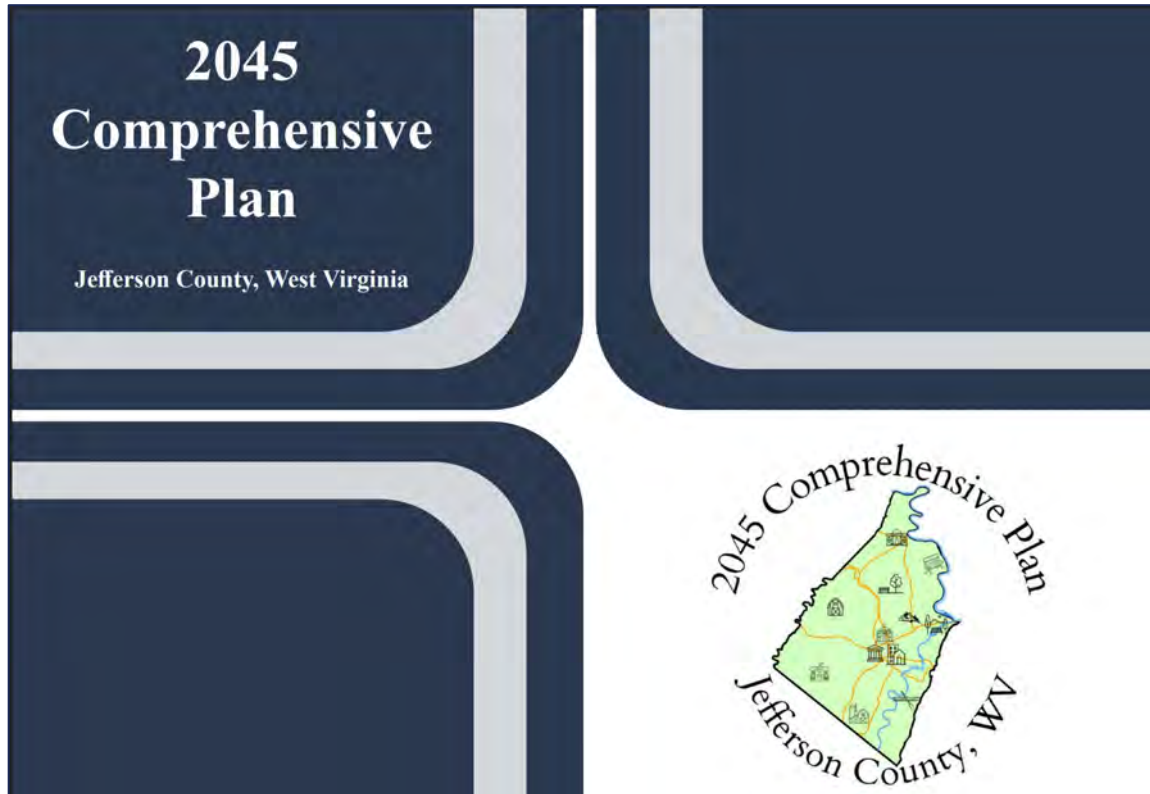 2045
Comprehensive
Plan
Jefferson County, West Virginia
2045 Comprehensive Plan
Jefferson County, WV